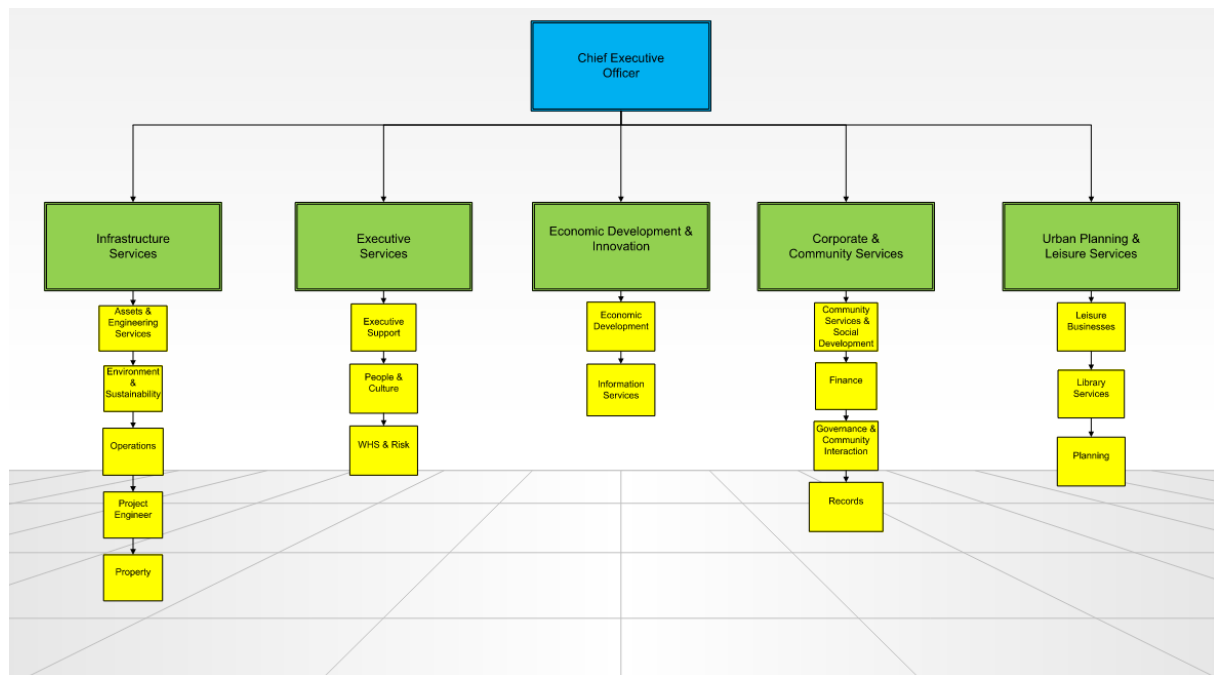 Chief Executive
Officer
Infrastructure
Services
Executive
Services
Economic Development &
Innovation
Corporate &
Community Services
Urban Planning &
Leisure Services
Assets &
Engineering
Services
Environment
&
Sustainability
Operations
Project
Engineer
Property
Executive
Support
People &
Culture
WHS & Risk
Economic
Development
Information
Services
Community
Services &
Social
Development
Finance
Governance &
Community
Interaction
Records
Leisure
Businesses
Library
Services
Planning